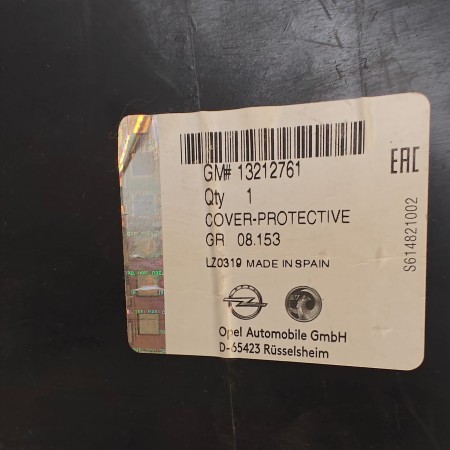 GM# 13212761
Qty 1
COVER-PROTECTIVE
GR 08.153
LZ0319 MADE IN SPAIN
Opel Automobile GmbH
D-65423 Rüsselsheim
EAC
S614821002